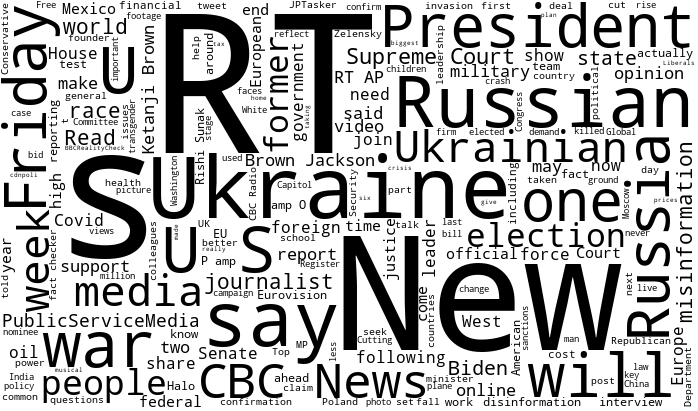 RT
New
S
Ukraine
Russian
President
say
U
U
S
one
will
Russia
Friday
war
media
News
CBC
people
election
Ukrainian
week
misinformation
former
journalist
Supreme Court
state
military
race
Read
world
Mexico
House
make
test
founder
general
Committee
BBCRealityCheck
cdnpoli
Conservative
reporting
case
bid
high
Covid
told
year
views
million
fact checker
support
PublicServiceMedia
nominee
oil
power
India
policy
common
questions
musical
federal
Halo
share
two
know
health
picture
colleagues
issues
transgender
important
Free
financial
footage
tweet
JPTasker
help
around
tax
Ketanji Brown
Rishi Sunak
stage
used
Washington
Brown Jackson
faces
home
White
European
end
reflect
government
taking
confirm
Zelensky
RT AP
need
said
video
join
children
biggest
plan
crash
invasion
first
leadership
deal
cut
rise
actually
show
team
country
political
opinion
Liberals
Congress
firm
elected
demand
killed
Global
may
now
day
taken
fact
ground
Moscow
prices
never
including
give
crisis
six
part
Security
Capitol
CBC Radio
amp O
UK
EU
better
really
P amp
made
foreign
time
talk
last
bill
school
report
Register
campaign
Eurovision
justice
leader
come
countries
official
force
Court
change
West
American
sanctions
next
live
man
Republican
Europe
Department
Senate
Top
MP
less
seek
Cutting
following
Biden
cost
law
key
China
post
online
ahead
claim
minister
plane
confirmation
Poland
photo
set
fall
work
disinformation
interview